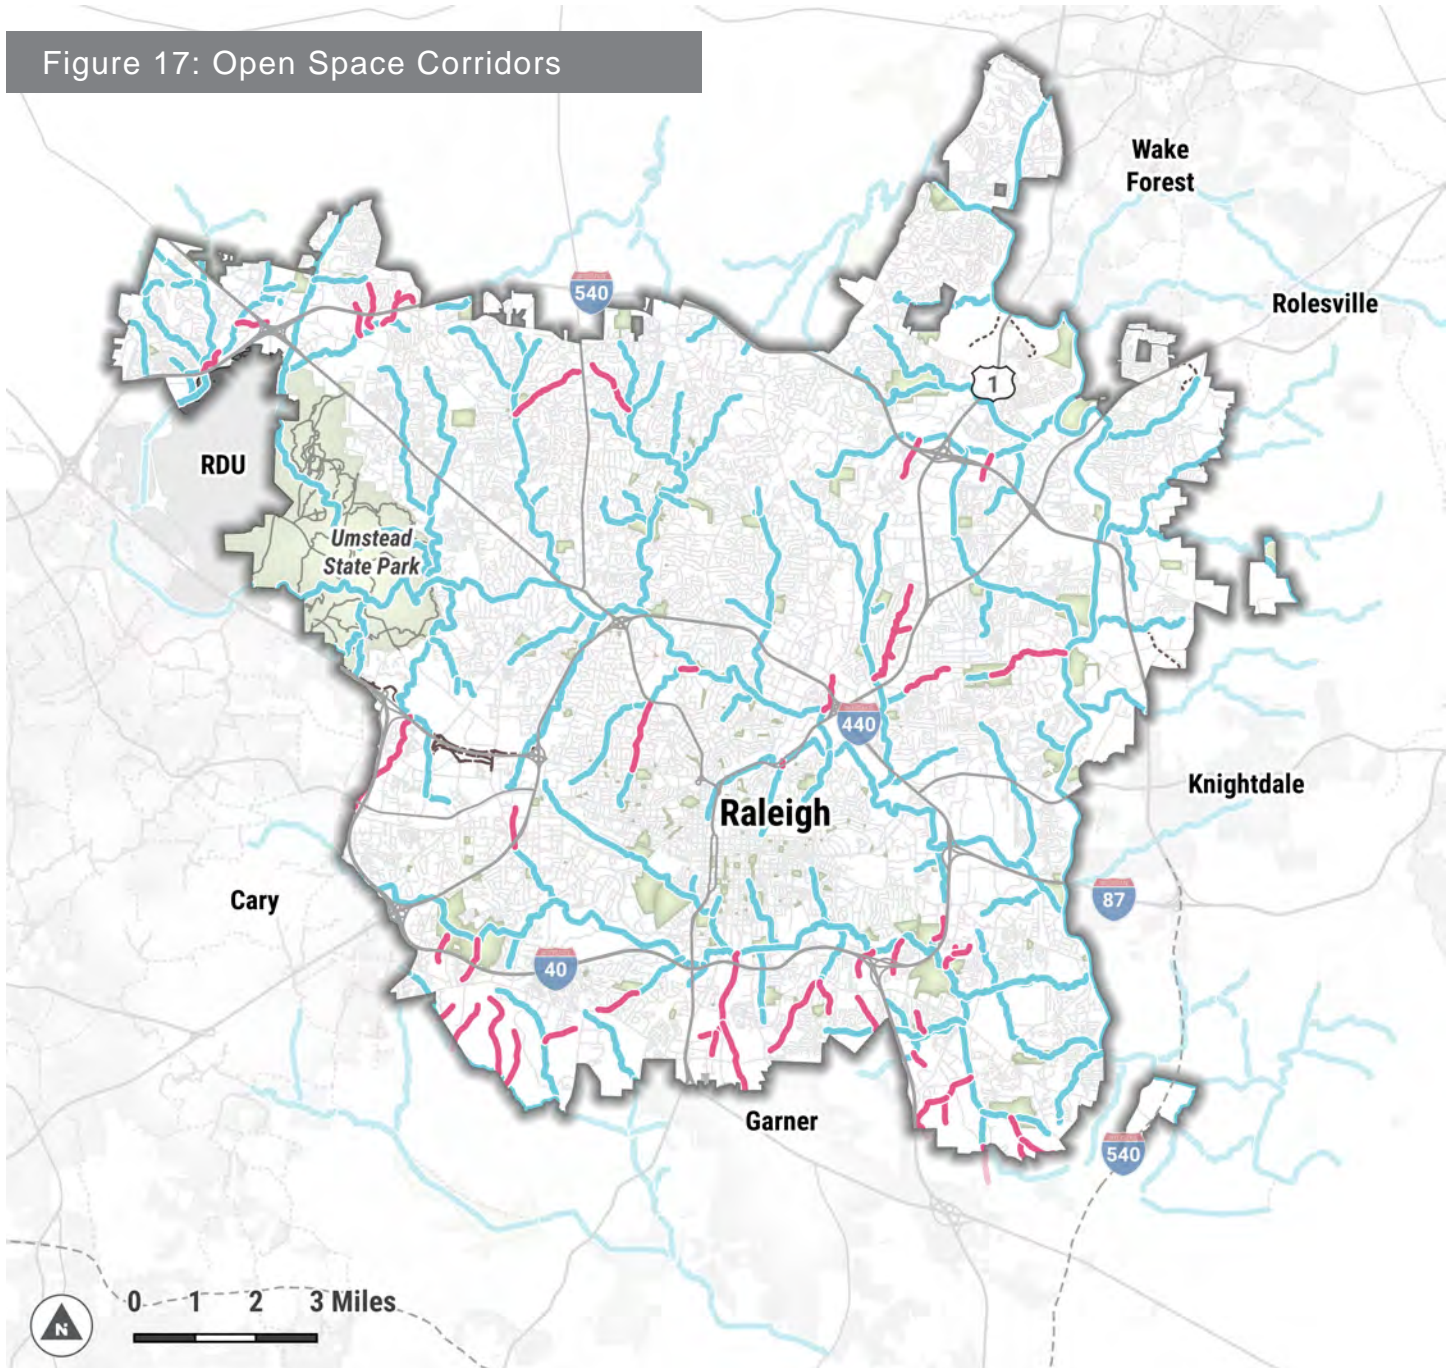 Figure 17: Open Space Corridors
Wake
Forest
540
Rolesville
1
RDU
Umstead
State Park
440
Knightdale
Raleigh
Cary
87
40
Garner
540
0 1 2 3 Miles
N